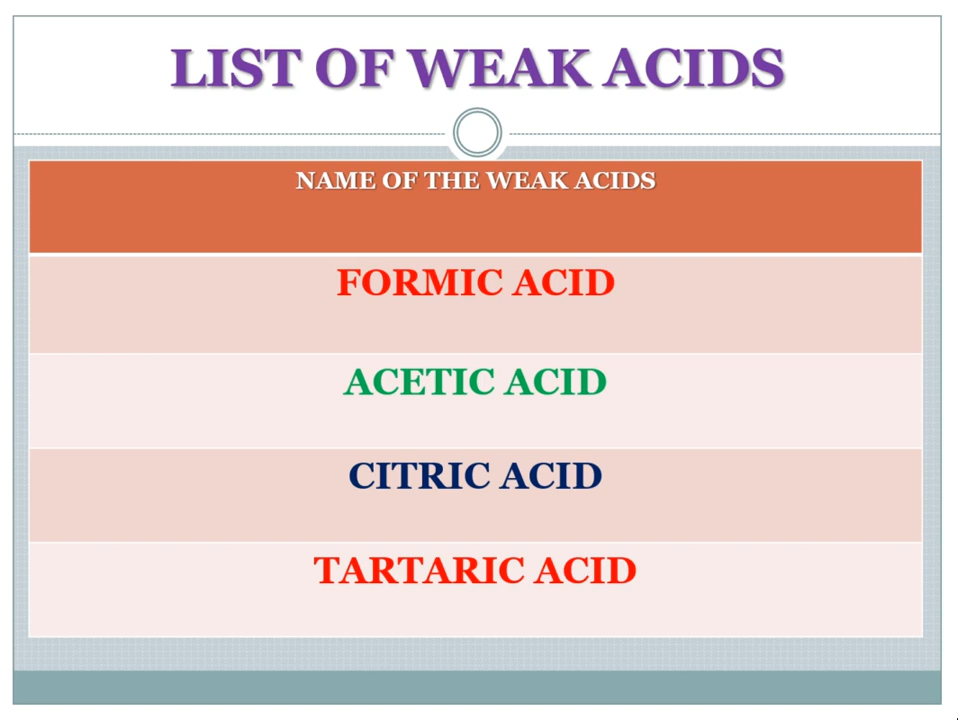 LIST OF WEAK ACIDS
NAME OF THE WEAK ACIDS
FORMIC ACID
ACETIC ACID
CITRIC ACID
TARTARIC ACID